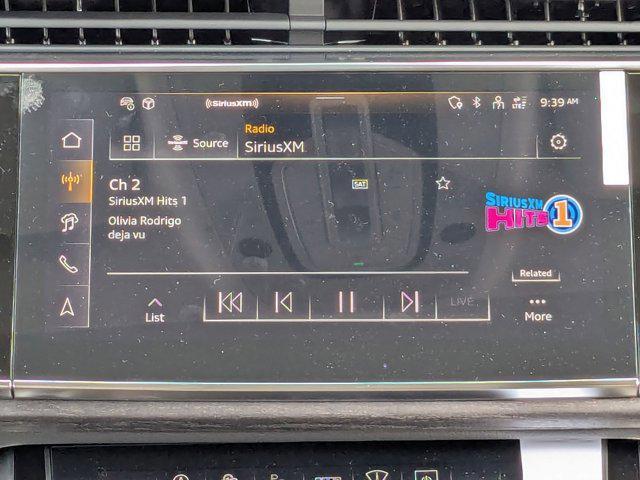 ((SiriusXM))
9:39 AM
Source
Radio
SiriusXM
Ch 2
SAT
SiriusXM Hits 1
Olivia Rodrigo
deja vu
SIRIUSXM
HITS 1
Related
List
LIVE
More